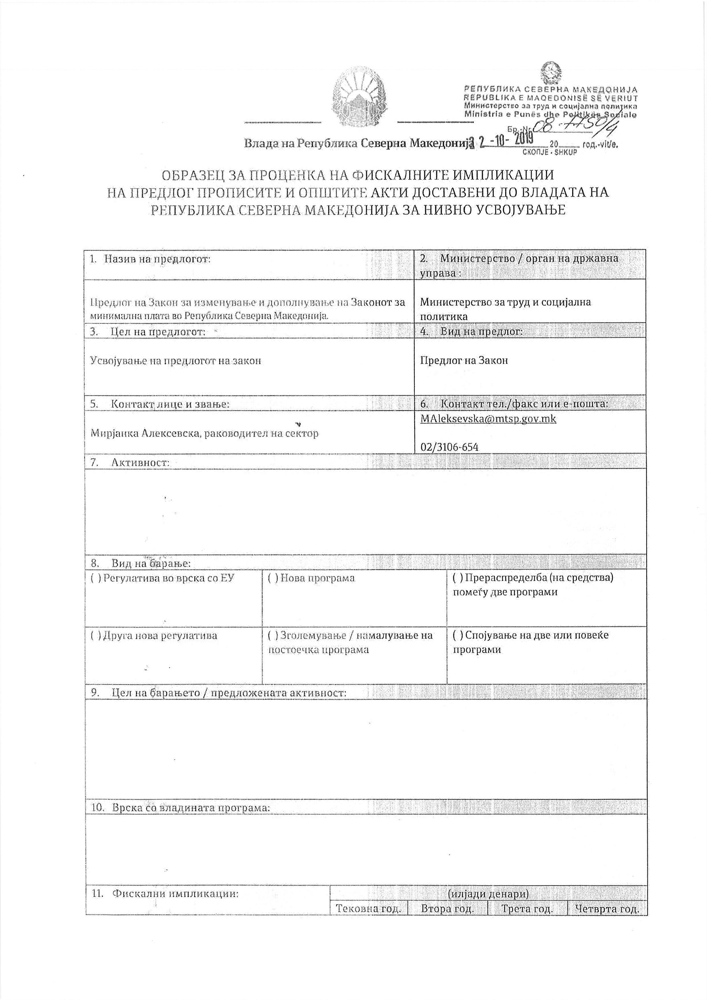 РЕПУБЛИКА СЕВЕРНА МАКЕДОНИЈА
REPUBLIKA E MAQEDONISË SË VERIUT
Министерство за труд и социјална политика
Ministria e Punës dhe Politikës Sociale
Бр.-Nr. 08-7750/4
2-10-2019 20 год.-vit/e.
СКОПЈЕ - SHKUP
Влада на Република Северна Македонија
ОБРАЗЕЦ ЗА ПРОЦЕНКА НА ФИСКАЛНИТЕ ИМПЛИКАЦИИ
НА ПРЕДЛОГ ПРОПИСИТЕ И ОПШТИТЕ АКТИ ДОСТАВЕНИ ДО ВЛАДАТА НА
РЕПУБЛИКА СЕВЕРНА МАКЕДОНИЈА ЗА НИВНО УСВОЈУВАЊЕ
1. Назив на предлогот:
2. Министерство / орган на државна
управа :
Предлог на Закон за изменување и дополнување на Законот за
минимална плата во Република Северна Македонија.
Министерство за труд и социјална
политика
3. Цел на предлогот:
4. Вид на предлог:
Усвојување на предлогот на закон
Предлог на Закон
5. Контакт лице и звање:
6. Контакт тел./факс или е-пошта:
Мирјанка Алексевска, раководител на сектор
MAleksevska@mtsp.gov.mk
02/3106-654
7. Активност:
8. Вид на барање:
( ) Регулатива во врска со ЕУ
( ) Нова програма
( ) Прераспределба (на средства)
помеѓу две програми
( ) Друга нова регулатива
( ) Зголемување / намалување на
постоечка програма
( ) Спојување на две или повеќе
програми
9. Цел на барањето / предложената активност:
10. Врска со владината програма:
11. Фискални импликации:
(илјади денари)
Тековна год.
Втора год.
Трета год.
Четврта год.